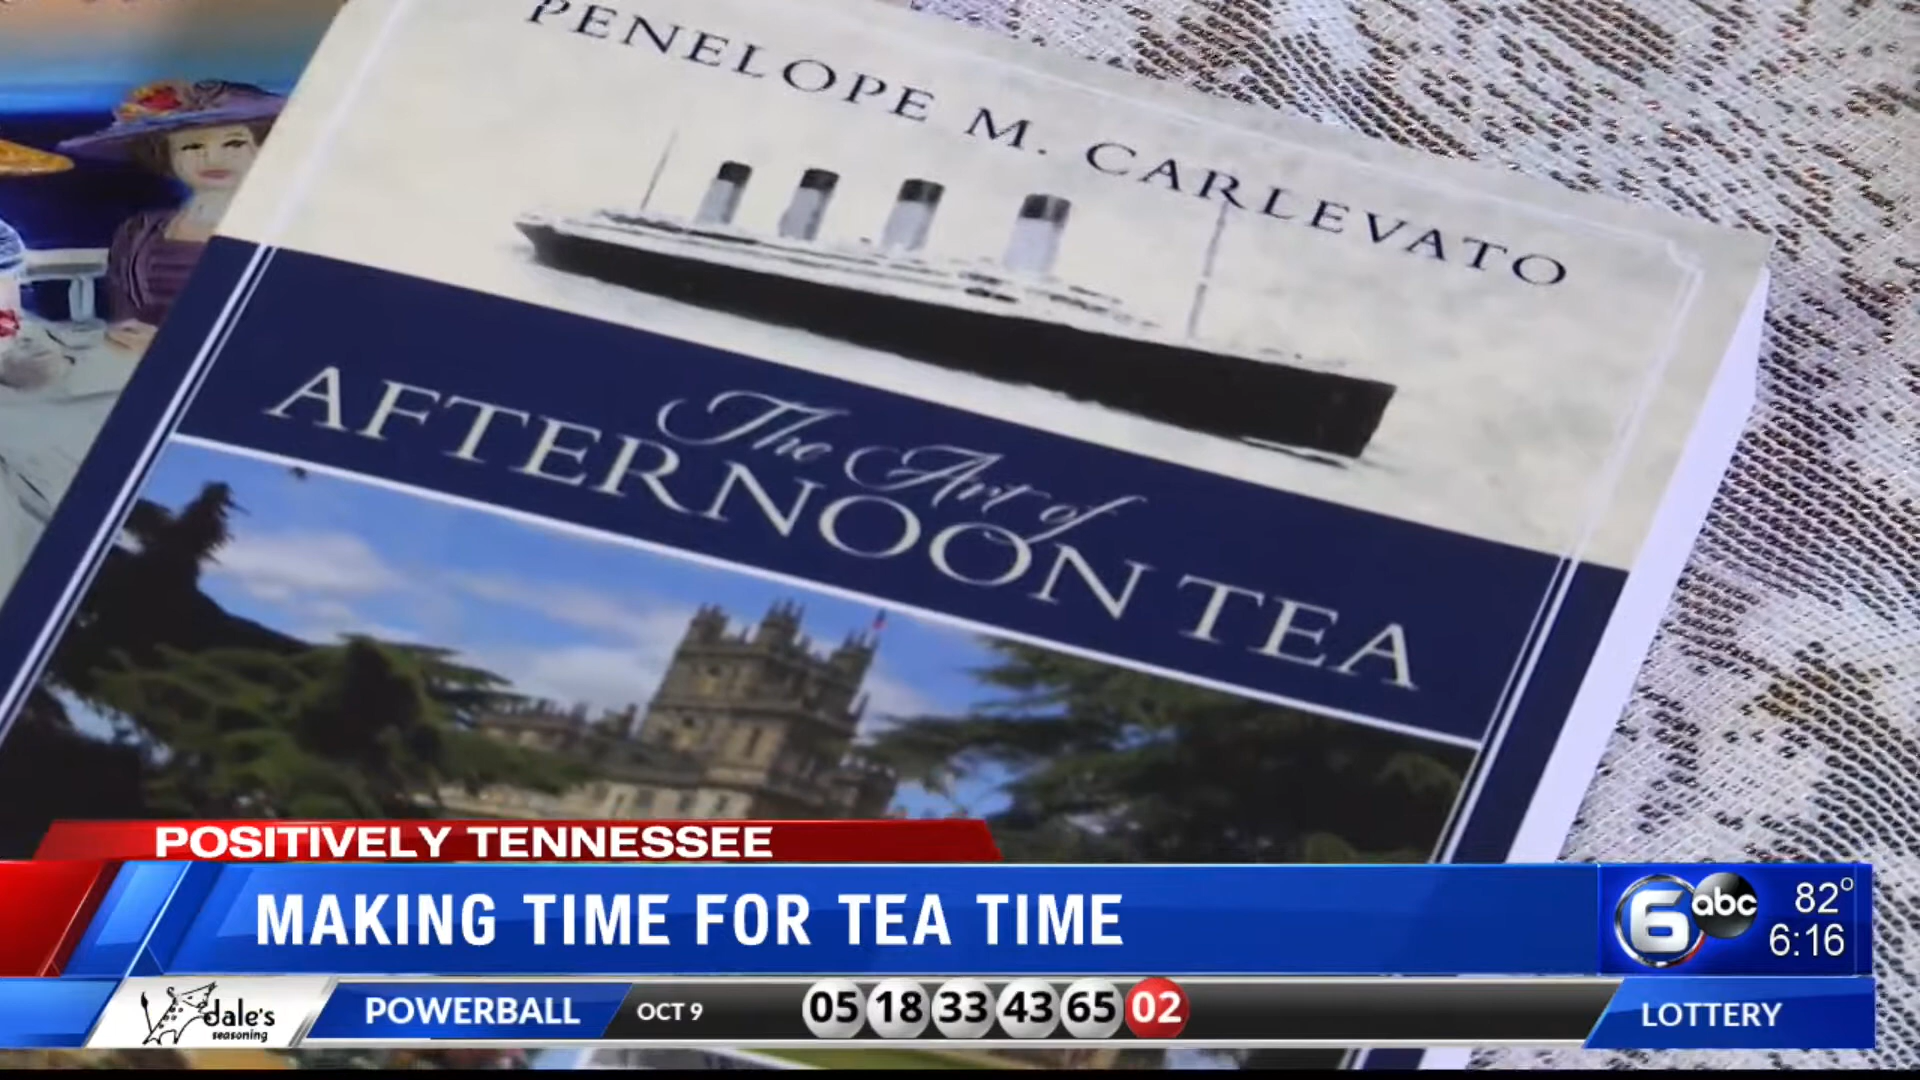 PENELOPE M. CARLEVATO
The Art of
AFTERNOON TEA
POSITIVELY TENNESSEE
MAKING TIME FOR TEA TIME
6 abc 82°
6:16
dale's
seasoning
POWERBALL OCT 9 05 18 33 43 65 02 LOTTERY